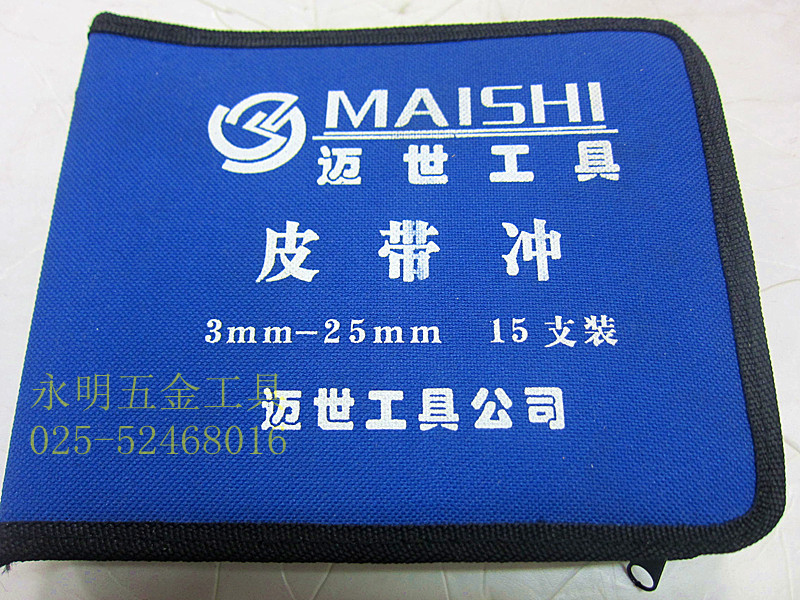 MAISHI
迈世工具
皮带冲
3mm-25mm 15支装
迈世工具公司
永明五金工具
025-52468016